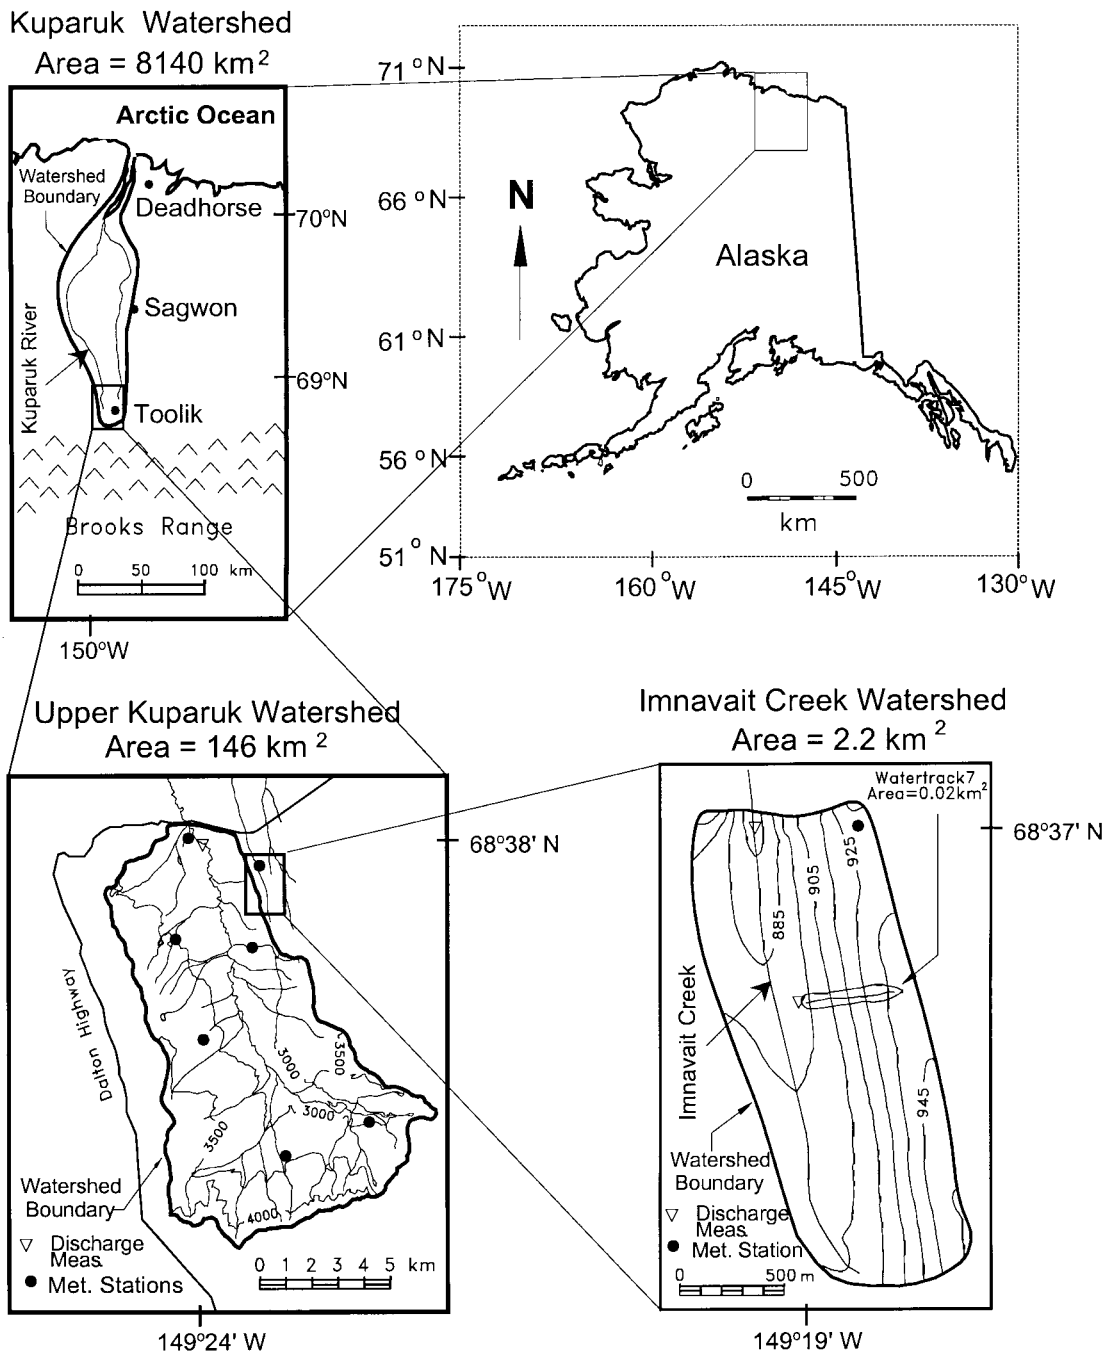 Kuparuk Watershed
Area = 8140 km²
Arctic Ocean
Watershed
Boundary
Deadhorse
70°N
Sagwon
Kuparuk River
69°N
Toolik
Brooks Range
0 50 100 km
150°W
71° N
66° N
61° N
56° N
51° N
N
Alaska
0 500
km
175°W 160°W 145°W 130°W
Upper Kuparuk Watershed
Area = 146 km²
68°38' N
Dalton Highway
3000
3500
3000
3500
4000
Watershed
Boundary
Discharge
Meas.
Met. Stations
0 1 2 3 4 5 km
149°24' W
Imnavait Creek Watershed
Area = 2.2 km²
Watertrack7
Area=0.02km²
68°37' N
925
905
885
945
Imnavait Creek
Watershed
Boundary
Discharge
Meas.
Met. Station
0 500 m
149°19' W